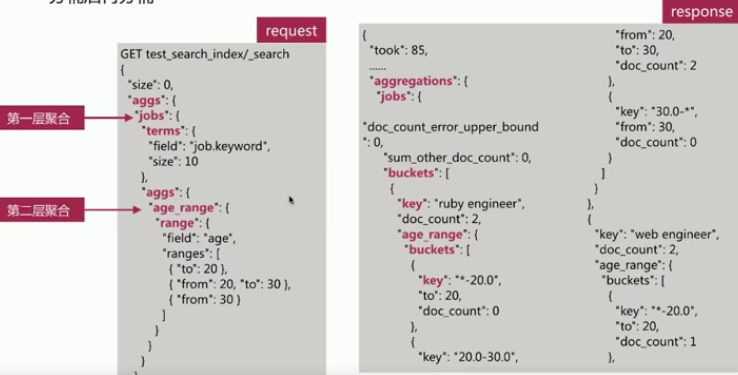 request
GET test_search_index/_search
{
"size": 0,
"aggs": {
"jobs": {
"terms": {
"field": "job.keyword",
"size": 10
},
"aggs": {
"age_range": {
"range": {
"field": "age",
"ranges": [
{ "to": 20 },
{ "from": 20, "to": 30 },
{ "from": 30 }
]
}
}
}
第一层聚合
第二层聚合
response
{
"took": 85,
......
"aggregations": {
"jobs": {
"doc_count_error_upper_bound
": 0,
"sum_other_doc_count": 0,
"buckets": [
{
"key": "ruby engineer",
"doc_count": 2,
"age_range": {
"buckets": [
{
"key": "*-20.0",
"to": 20,
"doc_count": 0
},
{
"key": "20.0-30.0",
"from": 20,
"to": 30,
"doc_count": 2
},
{
"key": "30.0-*",
"from": 30,
"doc_count": 0
}
]
}
},
{
"key": "web engineer",
"doc_count": 2,
"age_range": {
"buckets": [
{
"key": "*-20.0",
"to": 20,
"doc_count": 1
},